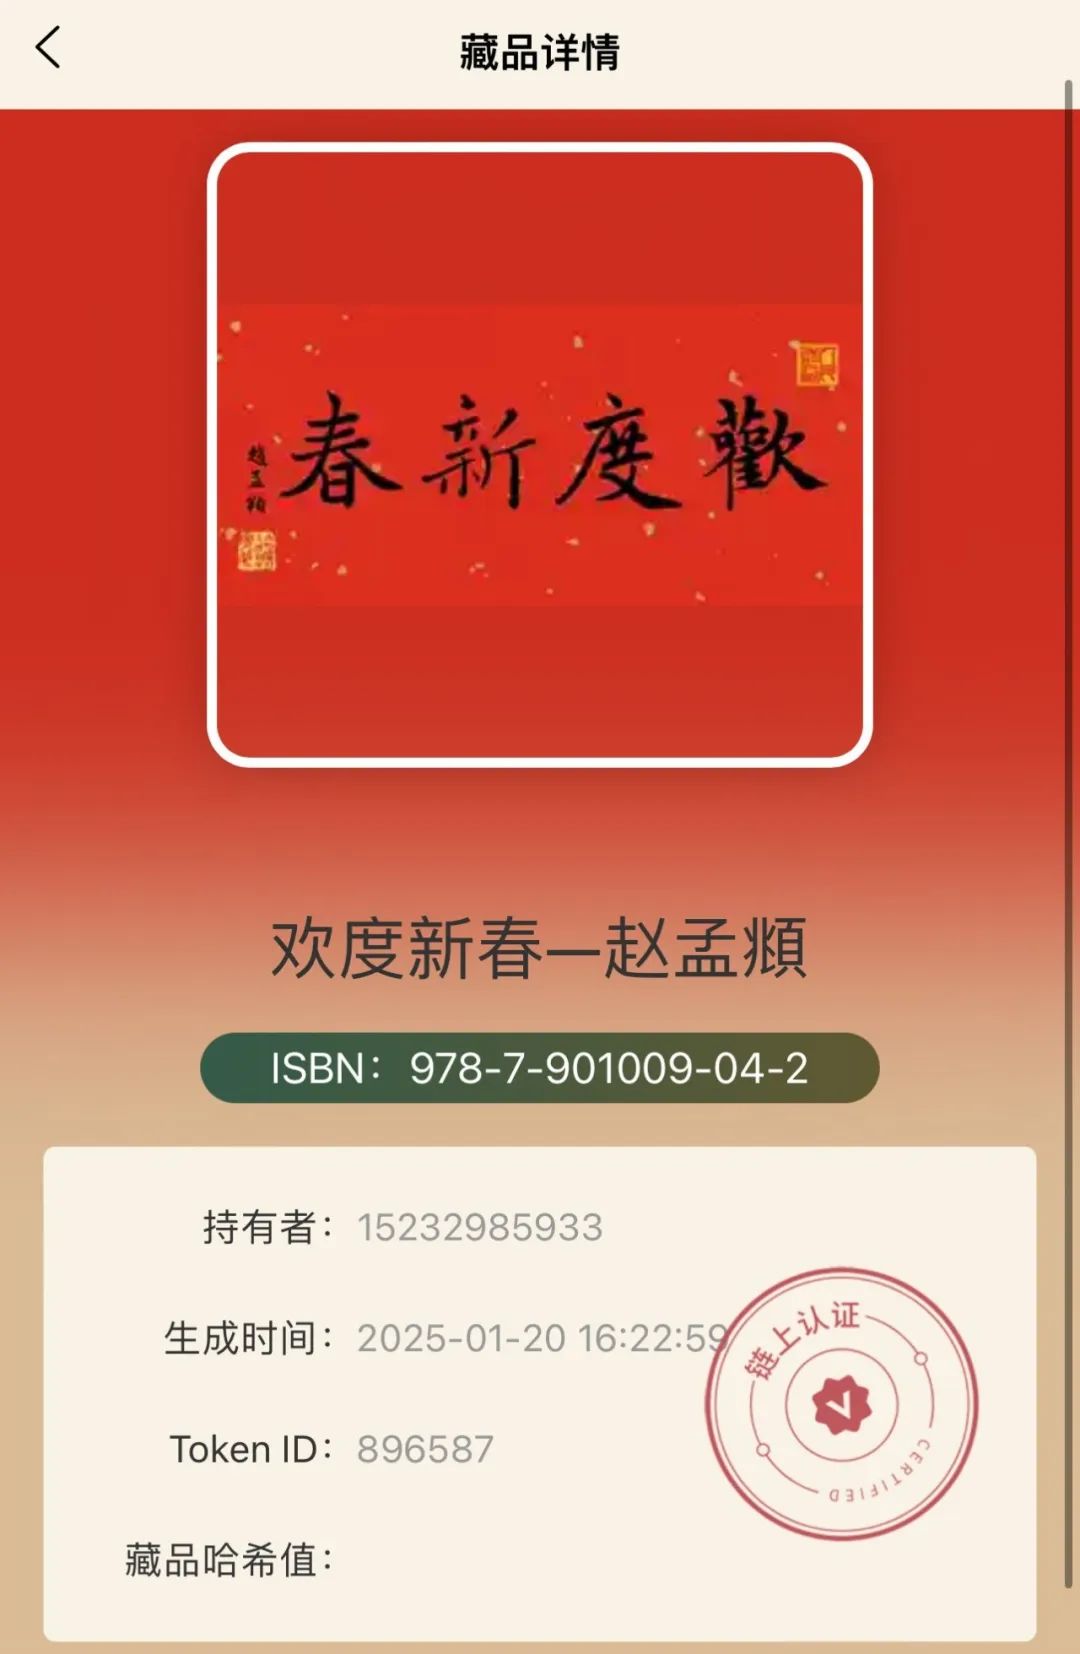 藏品详情
歡度新春
趙孟頫
欢度新春—赵孟頫
ISBN：978-7-901009-04-2
持有者：15232985933
生成时间：2025-01-20 16:22:59
链上认证
CERTIFIED
Token ID：896587
藏品哈希值：